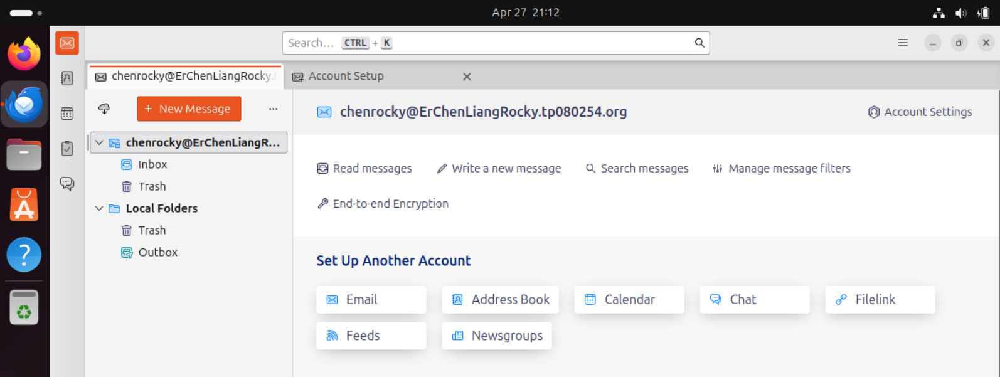 Apr 27 21:12
Search... CTRL + K
chenrocky@ErChenLiangRocky.
Account Setup
+ New Message
chenrocky@ErChenLiangR...
Inbox
Trash
Local Folders
Trash
Outbox
chenrocky@ErChenLiangRocky.tp080254.org
Account Settings
Read messages
Write a new message
Search messages
Manage message filters
End-to-end Encryption
Set Up Another Account
Email
Address Book
Calendar
Chat
Filelink
Feeds
Newsgroups